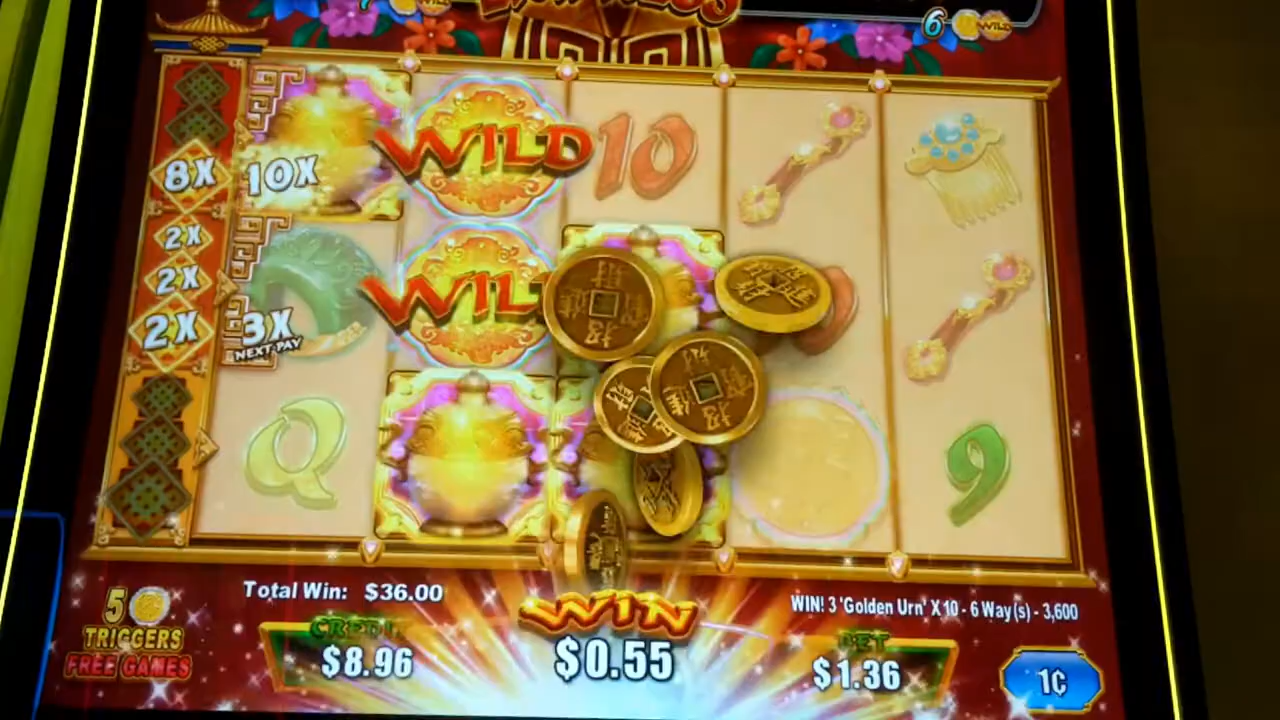 6 WILD
8X
10X
WILD
10
2X
2X
2X
3X
NEXT PAY
WIL
Q
9
Total Win: $36.00
WIN! 3 'Golden Urn' X 10 - 6 Way(s) - 3,600
5
TRIGGERS
FREE GAMES
$8.96
WIN
$0.55
BET
$1.36
1¢